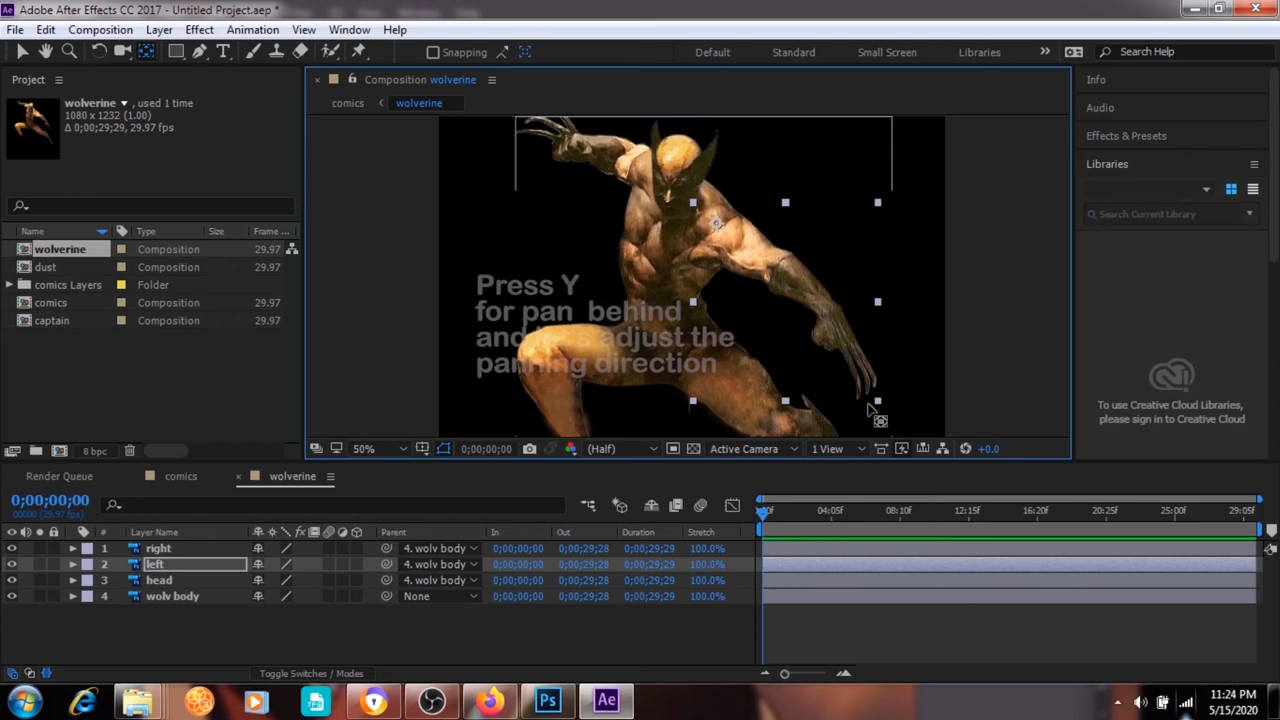 Adobe After Effects CC 2017 - Untitled Project.aep *
File Edit Composition Layer Effect Animation View Window Help
Snapping Default Standard Small Screen Libraries Search Help
Project
wolverine , used 1 time
1080 x 1232 (1.00)
Δ 0;00;29;29, 29.97 fps
Name Type Size Frame ...
wolverine Composition 29.97
dust Composition 29.97
comics Layers Folder
comics Composition 29.97
captain Composition 29.97
8 bpc
Composition wolverine
comics wolverine
Press Y
for pan behind
adjust the
panning direction
50% 0;00;00;00 (Half) Active Camera 1 View +0.0
Info
Audio
Effects & Presets
Libraries
Search Current Library
To use Creative Cloud Libraries,
please sign in to Creative Cloud
Render Queue comics wolverine
0;00;00;00
00000 (29.97 fps)
:00f 04:05f 08:10f 12:15f 16:20f 20:25f 25:00f 29:05f
# Layer Name Parent In Out Duration Stretch
1 right 4. wolv body 0;00;00;00 0;00;29;28 0;00;29;29 100.0%
2 left 4. wolv body 0;00;00;00 0;00;29;28 0;00;29;29 100.0%
3 head 4. wolv body 0;00;00;00 0;00;29;28 0;00;29;29 100.0%
4 wolv body None 0;00;00;00 0;00;29;28 0;00;29;29 100.0%
Toggle Switches / Modes
JPG Ps Ae
11:24 PM
5/15/2020